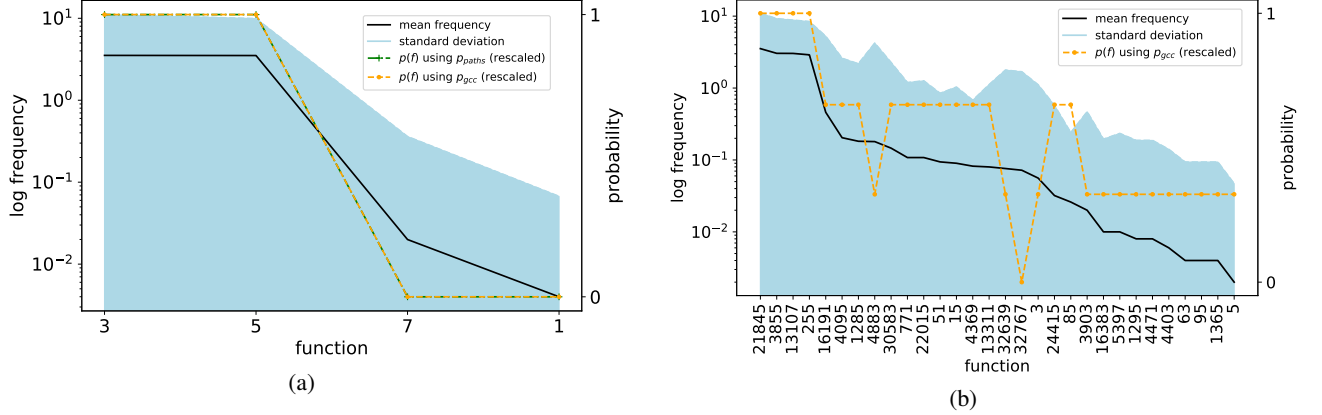 mean frequency
standard deviation
p(f) using p_paths (rescaled)
p(f) using p_gcc (rescaled)
10^1
10^0
10^-1
10^-2
log frequency
1
0
probability
3 5 7 1
function
(a)
mean frequency
standard deviation
p(f) using p_gcc (rescaled)
10^1
10^0
10^-1
10^-2
log frequency
1
0
probability
21845 3855 13107 255 16191 4095 1285 4883 30583 771 22015 51 15 4369 13311 32639 32767 3 24415 85 3903 16383 5397 1295 4471 4403 63 95 1365 5
function
(b)